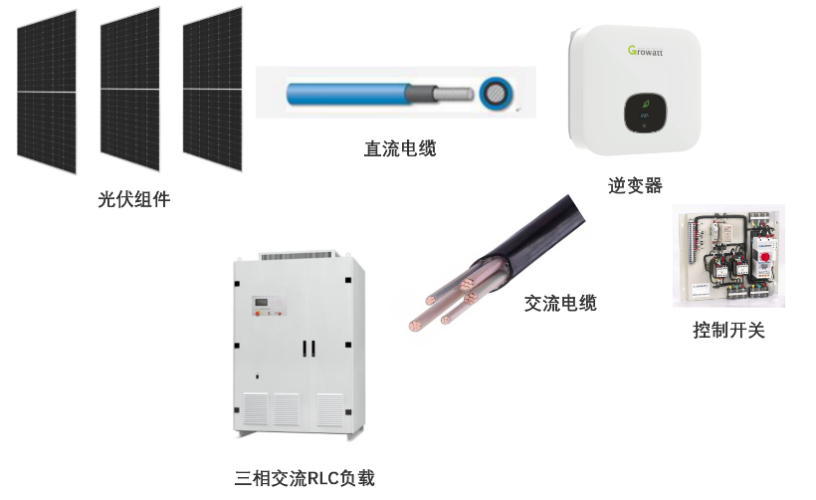 Growatt
直流电缆
逆变器
光伏组件
交流电缆
控制开关
三相交流RLC负载